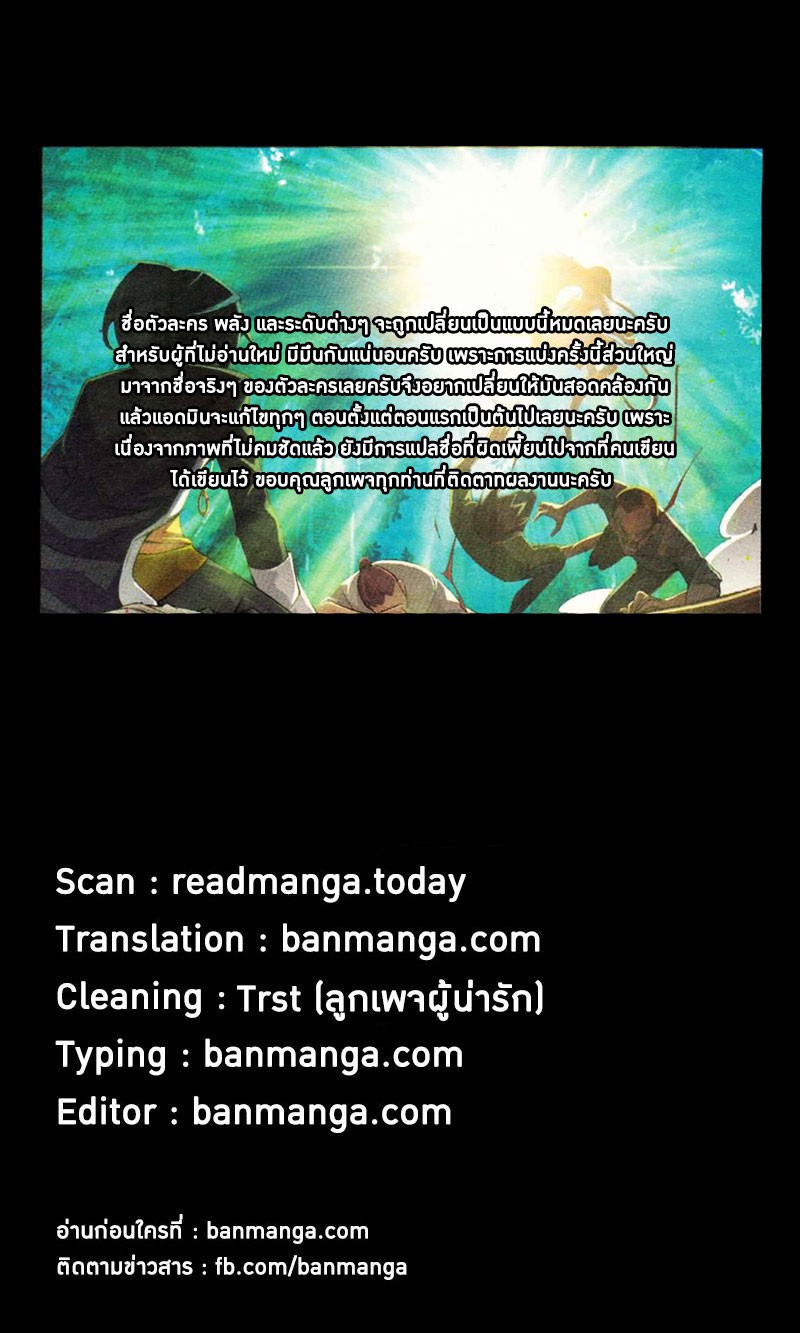 ชื่อตัวละคร พลัง และระดับต่างๆ จะถูกเปลี่ยนเป็นแบบนี้หมดเลยนะครับ
สำหรับผู้ที่ไม่อ่านใหม่ มีมึนกันแน่นอนครับ เพราะการแบ่งครั้งนี้ส่วนใหญ่
มาจากชื่อจริงๆ ของตัวละครเลยครับจึงอยากเปลี่ยนให้มันสอดคล้องกัน
แล้วแอดมินจะแก้ไขทุกๆ ตอนตั้งแต่ตอนแรกเป็นต้นไปเลยนะครับ เพราะ
เนื่องจากภาพที่ไม่คมชัดแล้ว ยังมีการแปลชื่อที่ผิดเพี้ยนไปจากที่คนเขียน
ได้เขียนไว้ ขอบคุณลูกเพจทุกท่านที่ติดตาทผลงานนะครับ
Scan : readmanga.today
Translation : banmanga.com
Cleaning : Trst (ลูกเพจผู้น่ารัก)
Typing : banmanga.com
Editor : banmanga.com
อ่านก่อนใครที่ : banmanga.com
ติดตามข่าวสาร : fb.com/banmanga